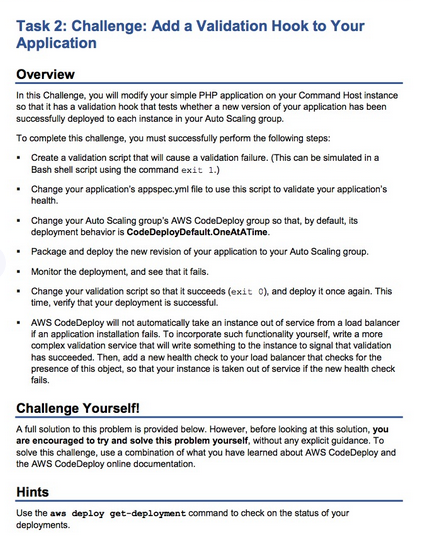 Task 2: Challenge: Add a Validation Hook to Your
Application
Overview
In this Challenge, you will modify your simple PHP application on your Command Host instance
so that it has a validation hook that tests whether a new version of your application has been
successfully deployed to each instance in your Auto Scaling group.
To complete this challenge, you must successfully perform the following steps:
▪ Create a validation script that will cause a validation failure. (This can be simulated in a
Bash shell script using the command exit 1.)
▪ Change your application's appspec.yml file to use this script to validate your application's
health.
▪ Change your Auto Scaling group's AWS CodeDeploy group so that, by default, its
deployment behavior is CodeDeployDefault.OneAtATime.
▪ Package and deploy the new revision of your application to your Auto Scaling group.
▪ Monitor the deployment, and see that it fails.
▪ Change your validation script so that it succeeds (exit 0), and deploy it once again. This
time, verify that your deployment is successful.
▪ AWS CodeDeploy will not automatically take an instance out of service from a load balancer
if an application installation fails. To incorporate such functionality yourself, write a more
complex validation service that will write something to the instance to signal that validation
has succeeded. Then, add a new health check to your load balancer that checks for the
presence of this object, so that your instance is taken out of service if the new health check
fails.
Challenge Yourself!
A full solution to this problem is provided below. However, before looking at this solution, you
are encouraged to try and solve this problem yourself, without any explicit guidance. To
solve this challenge, use a combination of what you have learned about AWS CodeDeploy and
the AWS CodeDeploy online documentation.
Hints
Use the aws deploy get-deployment command to check on the status of your
deployments.